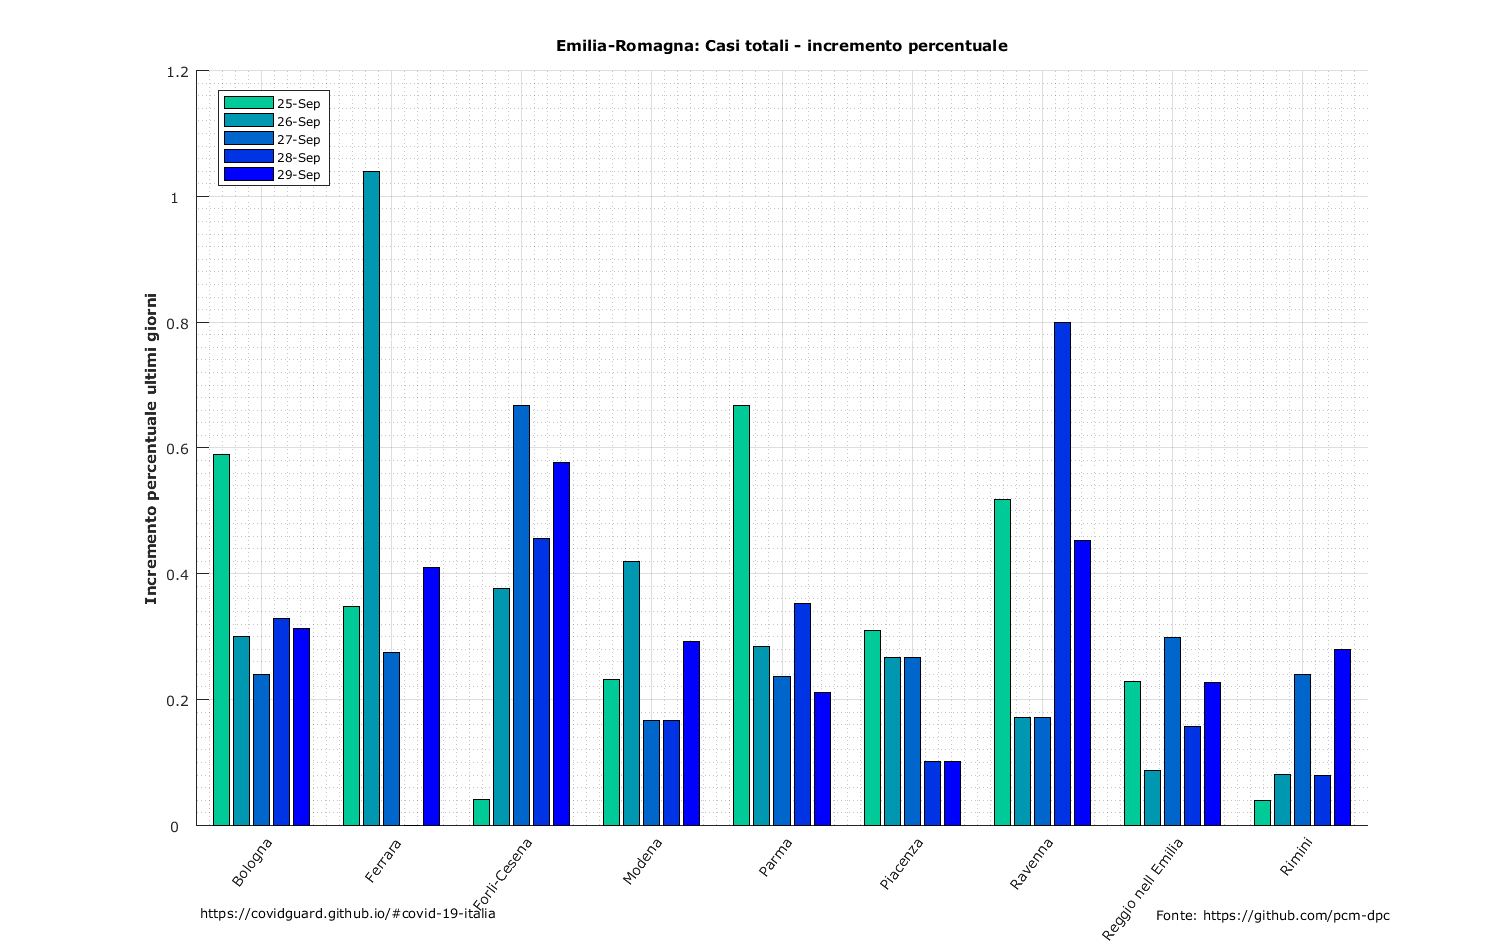 Emilia-Romagna: Casi totali - incremento percentuale
1.2
1
0.8
0.6
0.4
0.2
0
Incremento percentuale ultimi giorni
25-Sep
26-Sep
27-Sep
28-Sep
29-Sep
Bologna
Ferrara
Forlì-Cesena
Modena
Parma
Piacenza
Ravenna
Reggio nell Emilia
Rimini
https://covidguard.github.io/#covid-19-italia
Fonte: https://github.com/pcm-dpc